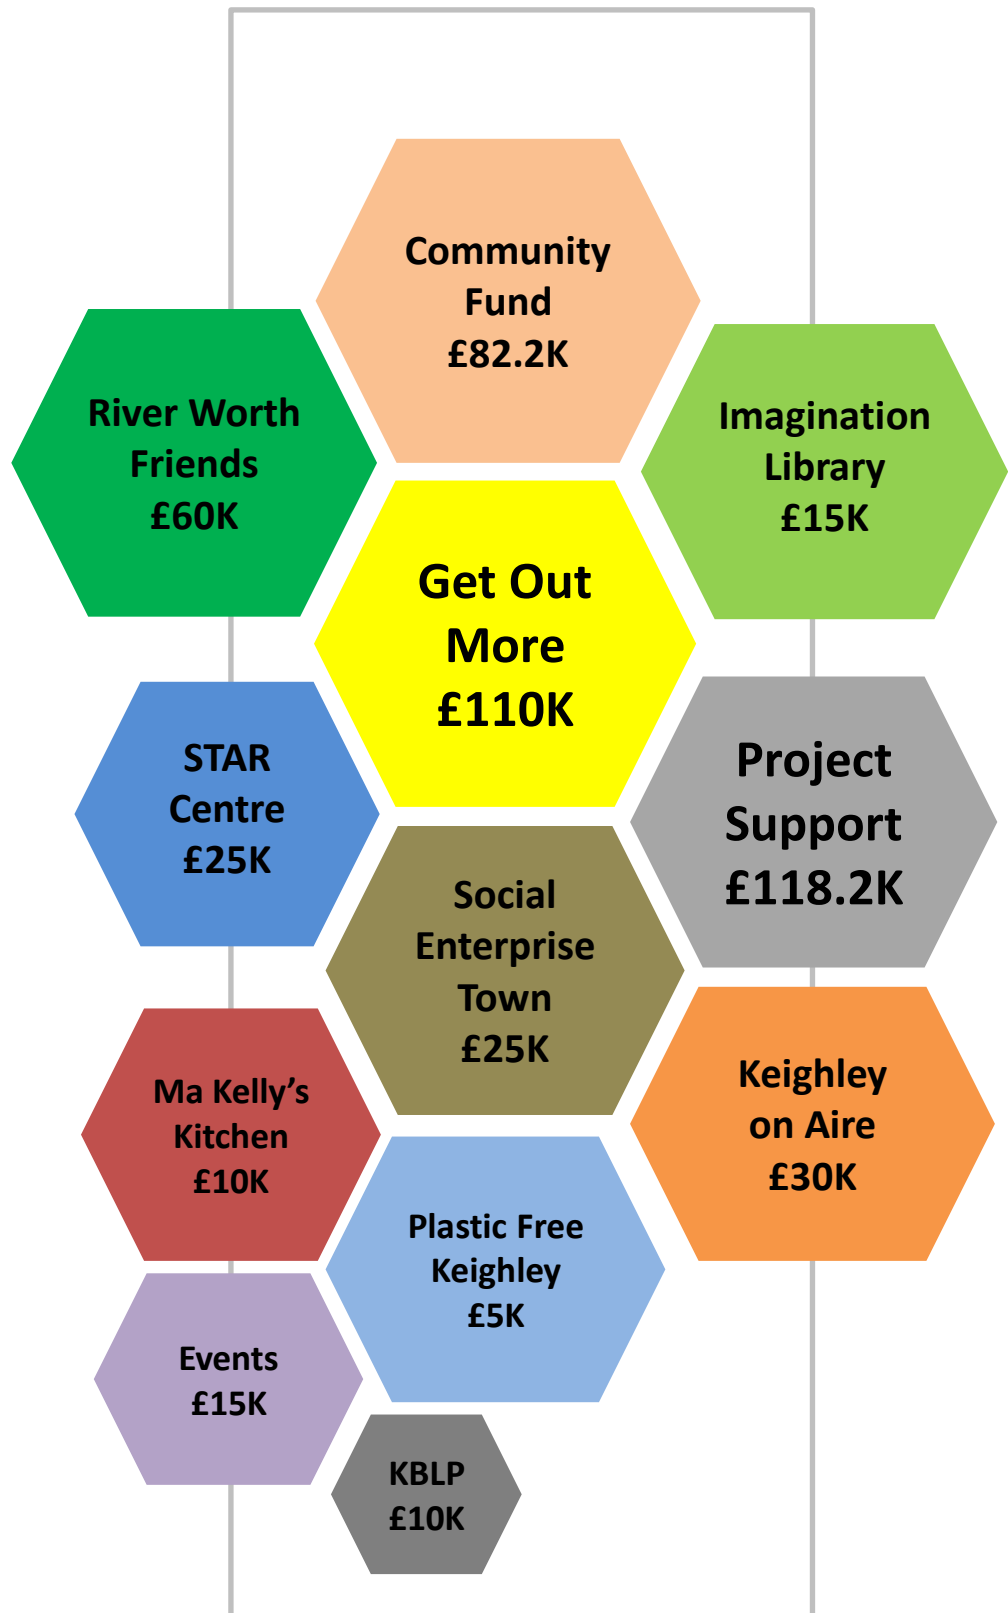 Community
Fund
£82.2K
River Worth
Friends
£60K
Imagination
Library
£15K
Get Out
More
£110K
STAR
Centre
£25K
Project
Support
£118.2K
Social
Enterprise
Town
£25K
Ma Kelly’s
Kitchen
£10K
Keighley
on Aire
£30K
Plastic Free
Keighley
£5K
Events
£15K
KBLP
£10K